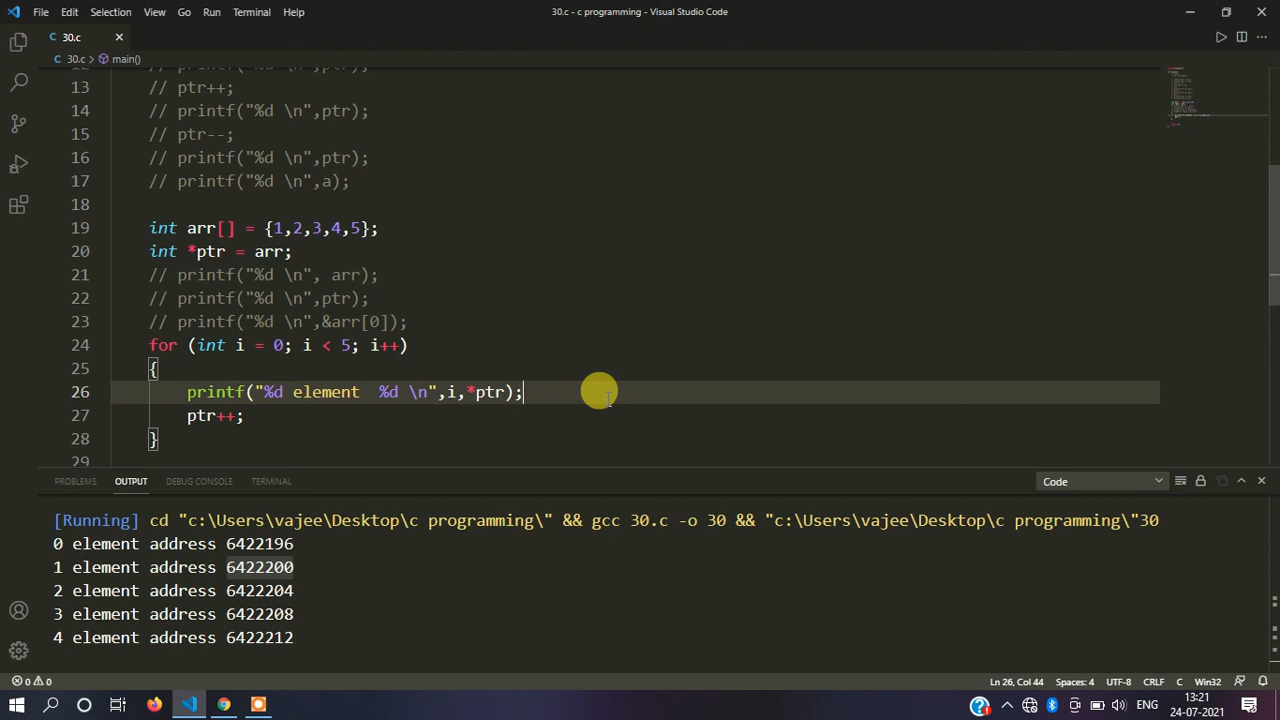 File Edit Selection View Go Run Terminal Help 30.c - c programming - Visual Studio Code
C 30.c ×
C 30.c > main()
12 // printf("%d \n",ptr);
13 // ptr++;
14 // printf("%d \n",ptr);
15 // ptr--;
16 // printf("%d \n",ptr);
17 // printf("%d \n",a);
18
19 int arr[] = {1,2,3,4,5};
20 int *ptr = arr;
21 // printf("%d \n", arr);
22 // printf("%d \n",ptr);
23 // printf("%d \n",&arr[0]);
24 for (int i = 0; i < 5; i++)
25 {
26 printf("%d element  %d \n",i,*ptr);
27 ptr++;
28 }
29
PROBLEMS OUTPUT DEBUG CONSOLE TERMINAL Code
[Running] cd "c:\Users\vajee\Desktop\c programming\" && gcc 30.c -o 30 && "c:\Users\vajee\Desktop\c programming\"30
0 element address 6422196
1 element address 6422200
2 element address 6422204
3 element address 6422208
4 element address 6422212
0 0 Ln 26, Col 44 Spaces: 4 UTF-8 CRLF C Win32
ENG 13:21
24-07-2021